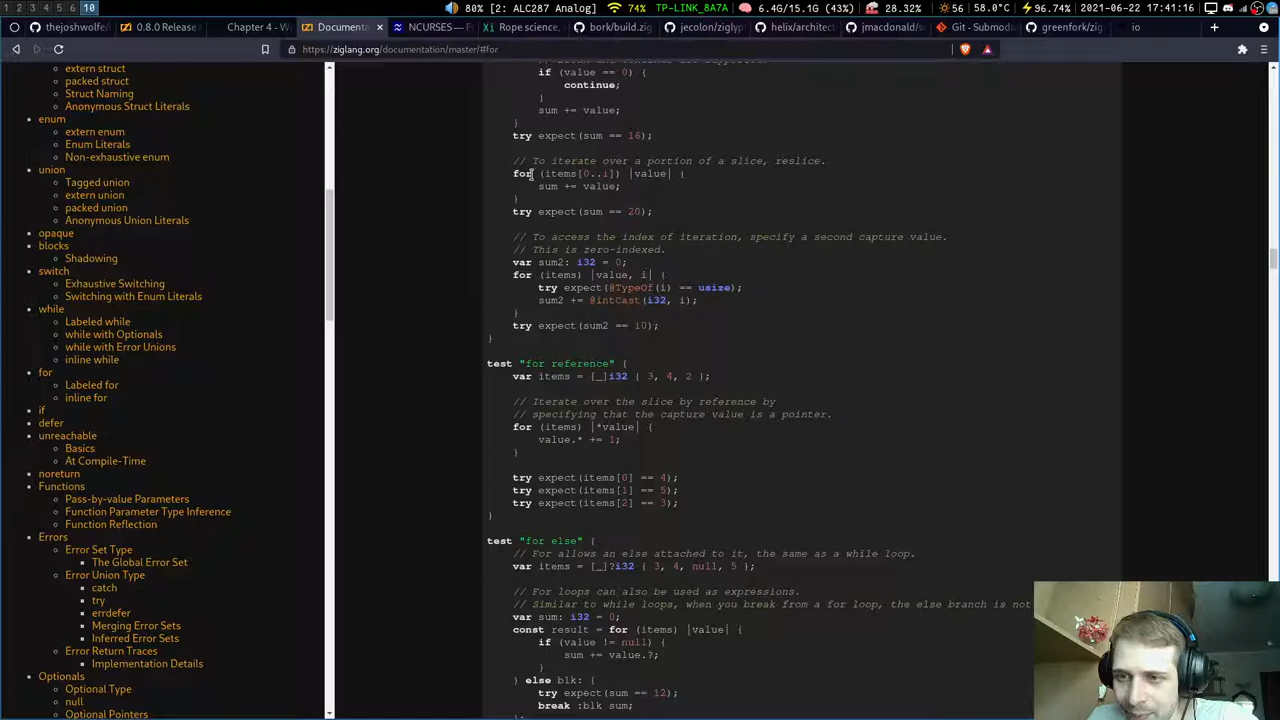 1 2 3 4 5 6 7 8 9 10
80% [2: ALC287 Analog] 74% TP-LINK_8A7A 6.4G/15.1G (43%) 28.32% 56 58.0° 96.74% 2021-06-22 17:41:16
thejoshwolfe/ 0.8.0 Release Chapter 4 - W Documenta NCURSES — Rope science, bork/build.zig jecolon/ziglyp helix/architec jmacdonald/ Git - Submod greenfork/zig io
https://ziglang.org/documentation/master/#for
extern struct
packed struct
Struct Naming
Anonymous Struct Literals
enum
extern enum
Enum Literals
Non-exhaustive enum
union
Tagged union
extern union
packed union
Anonymous Union Literals
opaque
blocks
Shadowing
switch
Exhaustive Switching
Switching with Enum Literals
while
Labeled while
while with Optionals
while with Error Unions
inline while
for
Labeled for
inline for
if
defer
unreachable
Basics
At Compile-Time
noreturn
Functions
Pass-by-value Parameters
Function Parameter Type Inference
Function Reflection
Errors
Error Set Type
The Global Error Set
Error Union Type
catch
try
errdefer
Merging Error Sets
Inferred Error Sets
Error Return Traces
Implementation Details
Optionals
Optional Type
null
Optional Pointers
if (value == 0) {
continue;
}
sum += value;
}
try expect(sum == 16);
// To iterate over a portion of a slice, reslice.
for (items[0..i]) |value| {
sum += value;
}
try expect(sum == 20);
// To access the index of iteration, specify a second capture value.
// This is zero-indexed.
var sum2: i32 = 0;
for (items) |value, i| {
try expect(@TypeOf(i) == usize);
sum2 += @intCast(i32, i);
}
try expect(sum2 == 10);
}
test "for reference" {
var items = [_]i32 { 3, 4, 2 };
// Iterate over the slice by reference by
// specifying that the capture value is a pointer.
for (items) |*value| {
value.* += 1;
}
try expect(items[0] == 4);
try expect(items[1] == 5);
try expect(items[2] == 3);
}
test "for else" {
// For allows an else attached to it, the same as a while loop.
var items = [_]?i32 { 3, 4, null, 5 };
// For loops can also be used as expressions.
// Similar to while loops, when you break from a for loop, the else branch is not
var sum: i32 = 0;
const result = for (items) |value| {
if (value != null) {
sum += value.?;
}
} else blk: {
try expect(sum == 12);
break :blk sum;
};